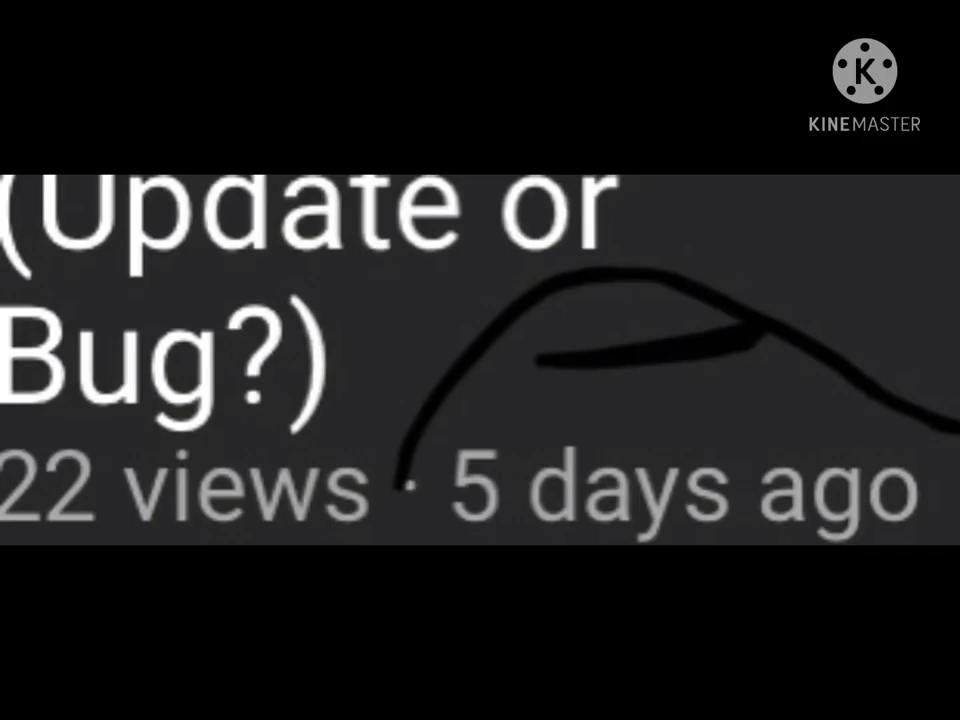 K
KINEMASTER
(Update or
Bug?)
22 views · 5 days ago